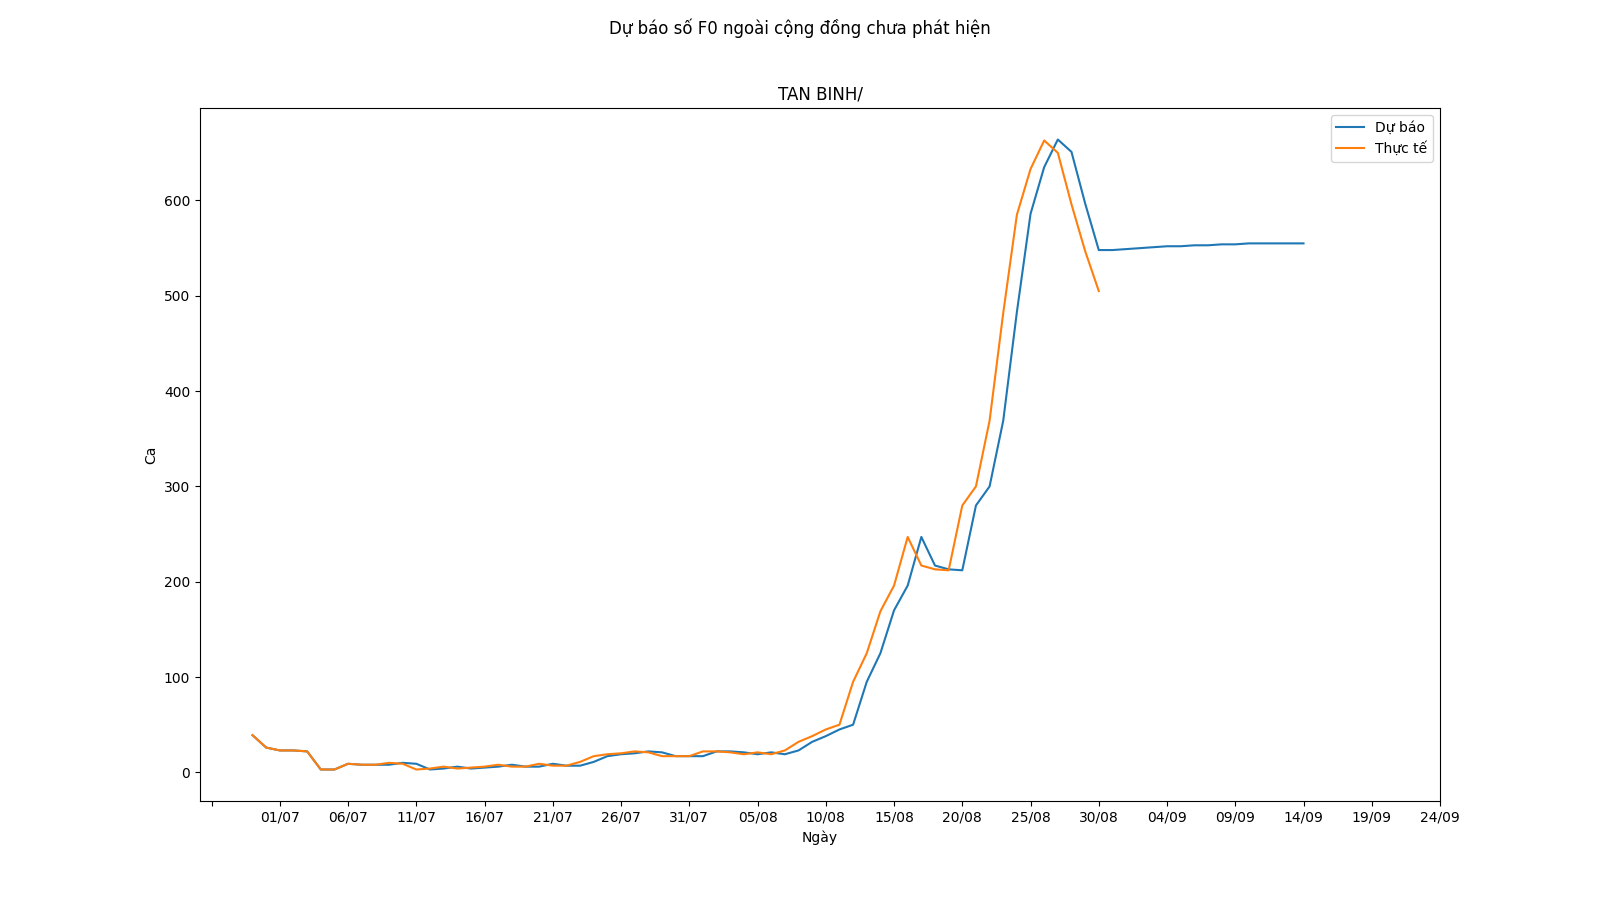 Dự báo số F0 ngoài cộng đồng chưa phát hiện
TAN BINH/
Dự báo
Thực tế
600
500
400
300
200
100
0
Ca
01/07 06/07 11/07 16/07 21/07 26/07 31/07 05/08 10/08 15/08 20/08 25/08 30/08 04/09 09/09 14/09 19/09 24/09
Ngày